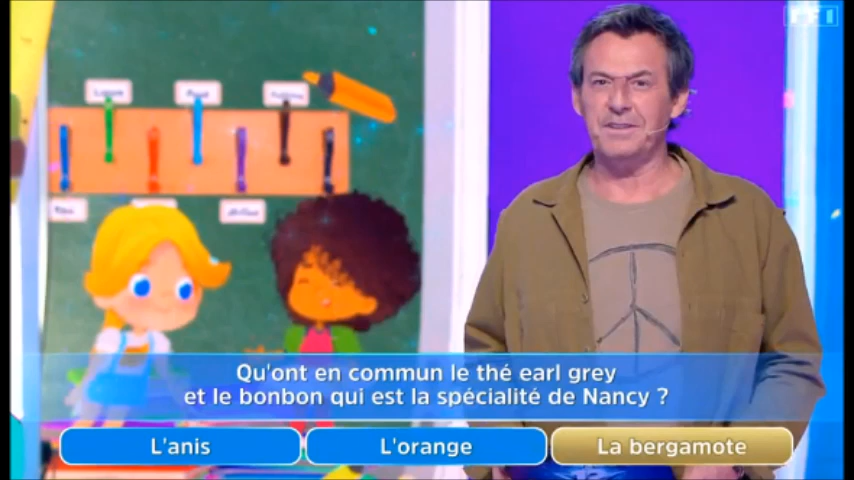 TF1
Qu'ont en commun le thé earl grey
et le bonbon qui est la spécialité de Nancy ?
L'anis
L'orange
La bergamote